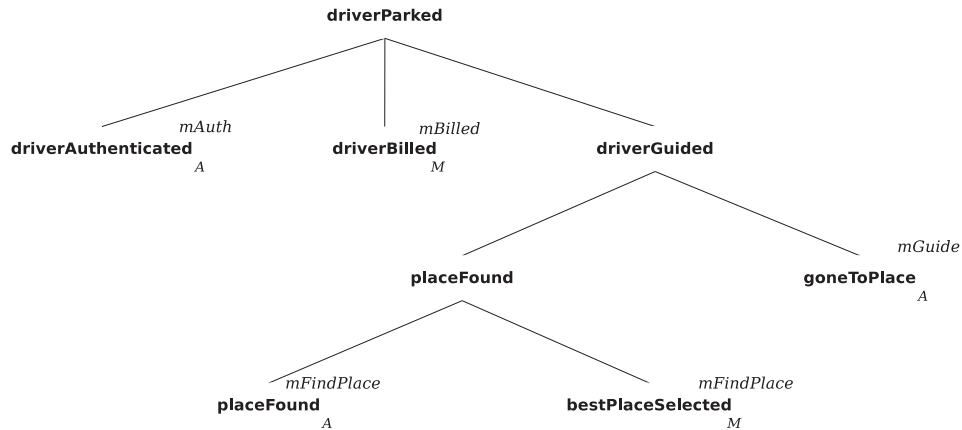 driverParked
mAuth
driverAuthenticated
A
mBilled
driverBilled
M
driverGuided
placeFound
mGuide
goneToPlace
A
mFindPlace
placeFound
A
mFindPlace
bestPlaceSelected
M